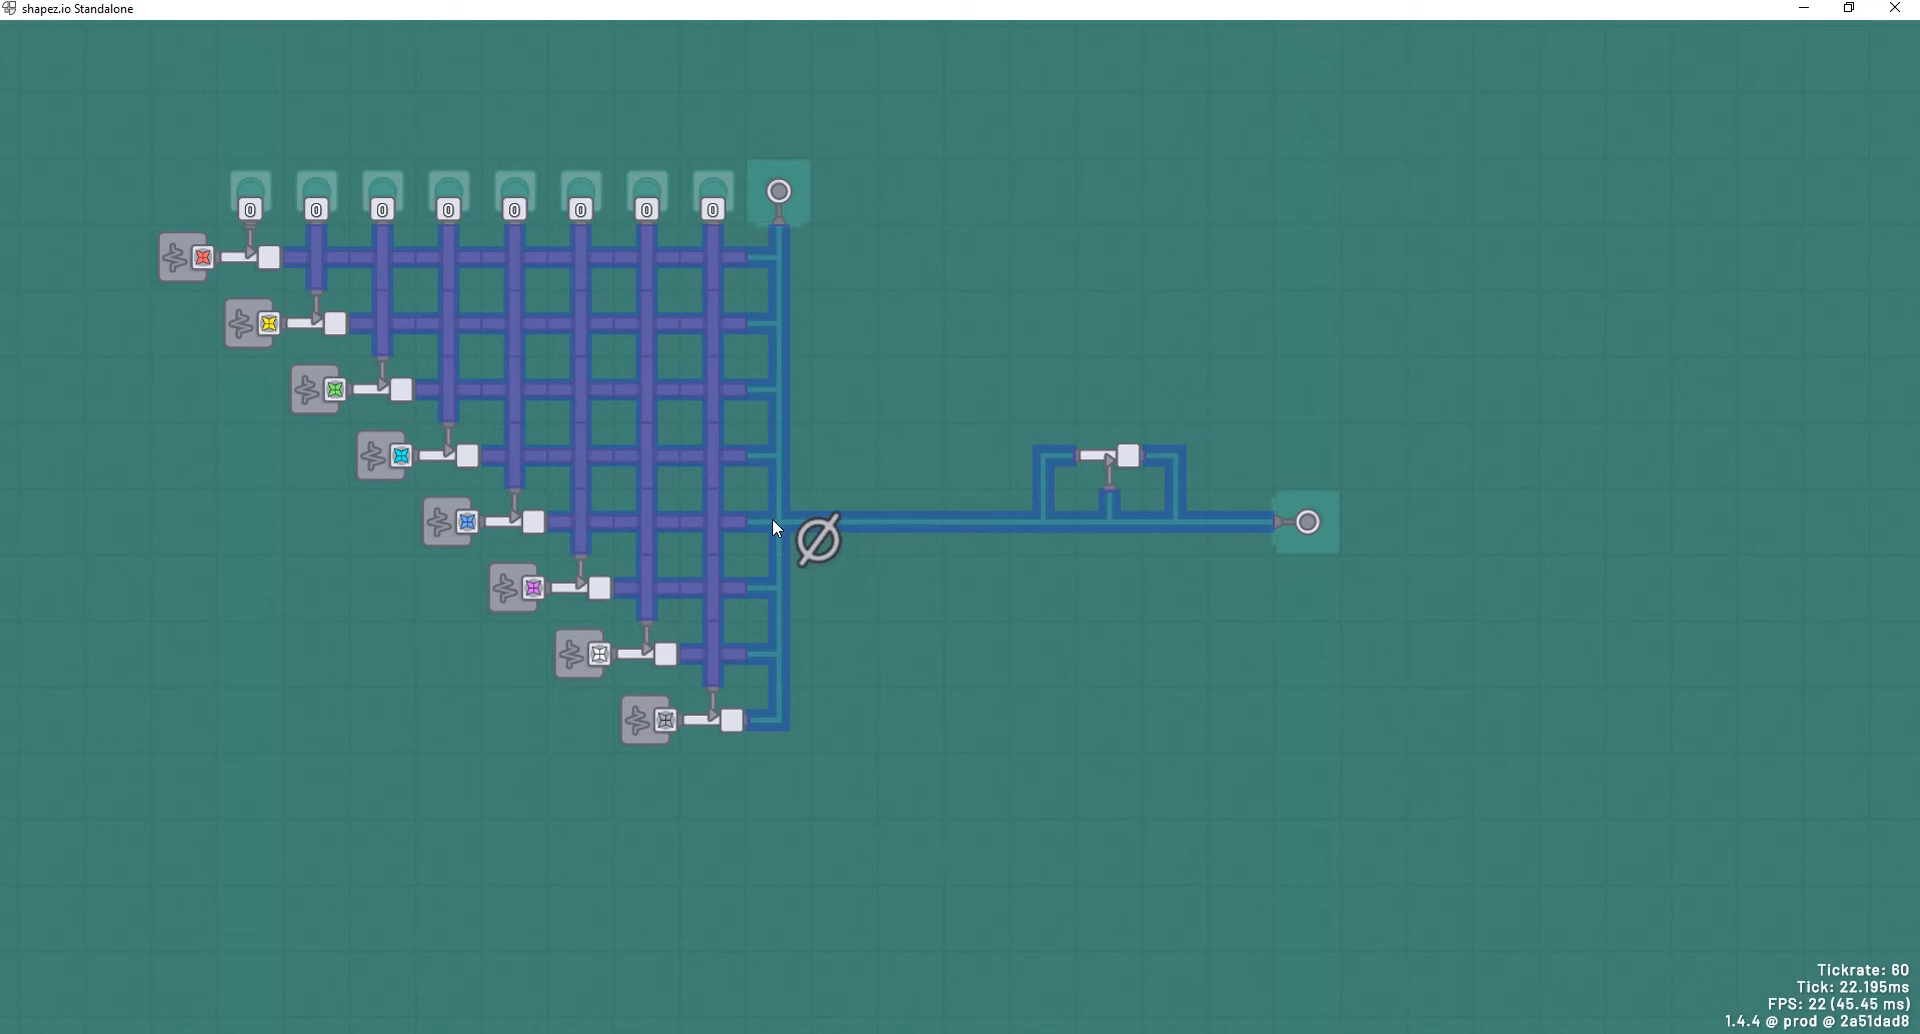 shapez.io Standalone
0 0 0 0 0 0 0 0
Tickrate: 60
Tick: 22.195ms
FPS: 22 (45.45 ms)
1.4.4 @ prod @ 2a51dad8